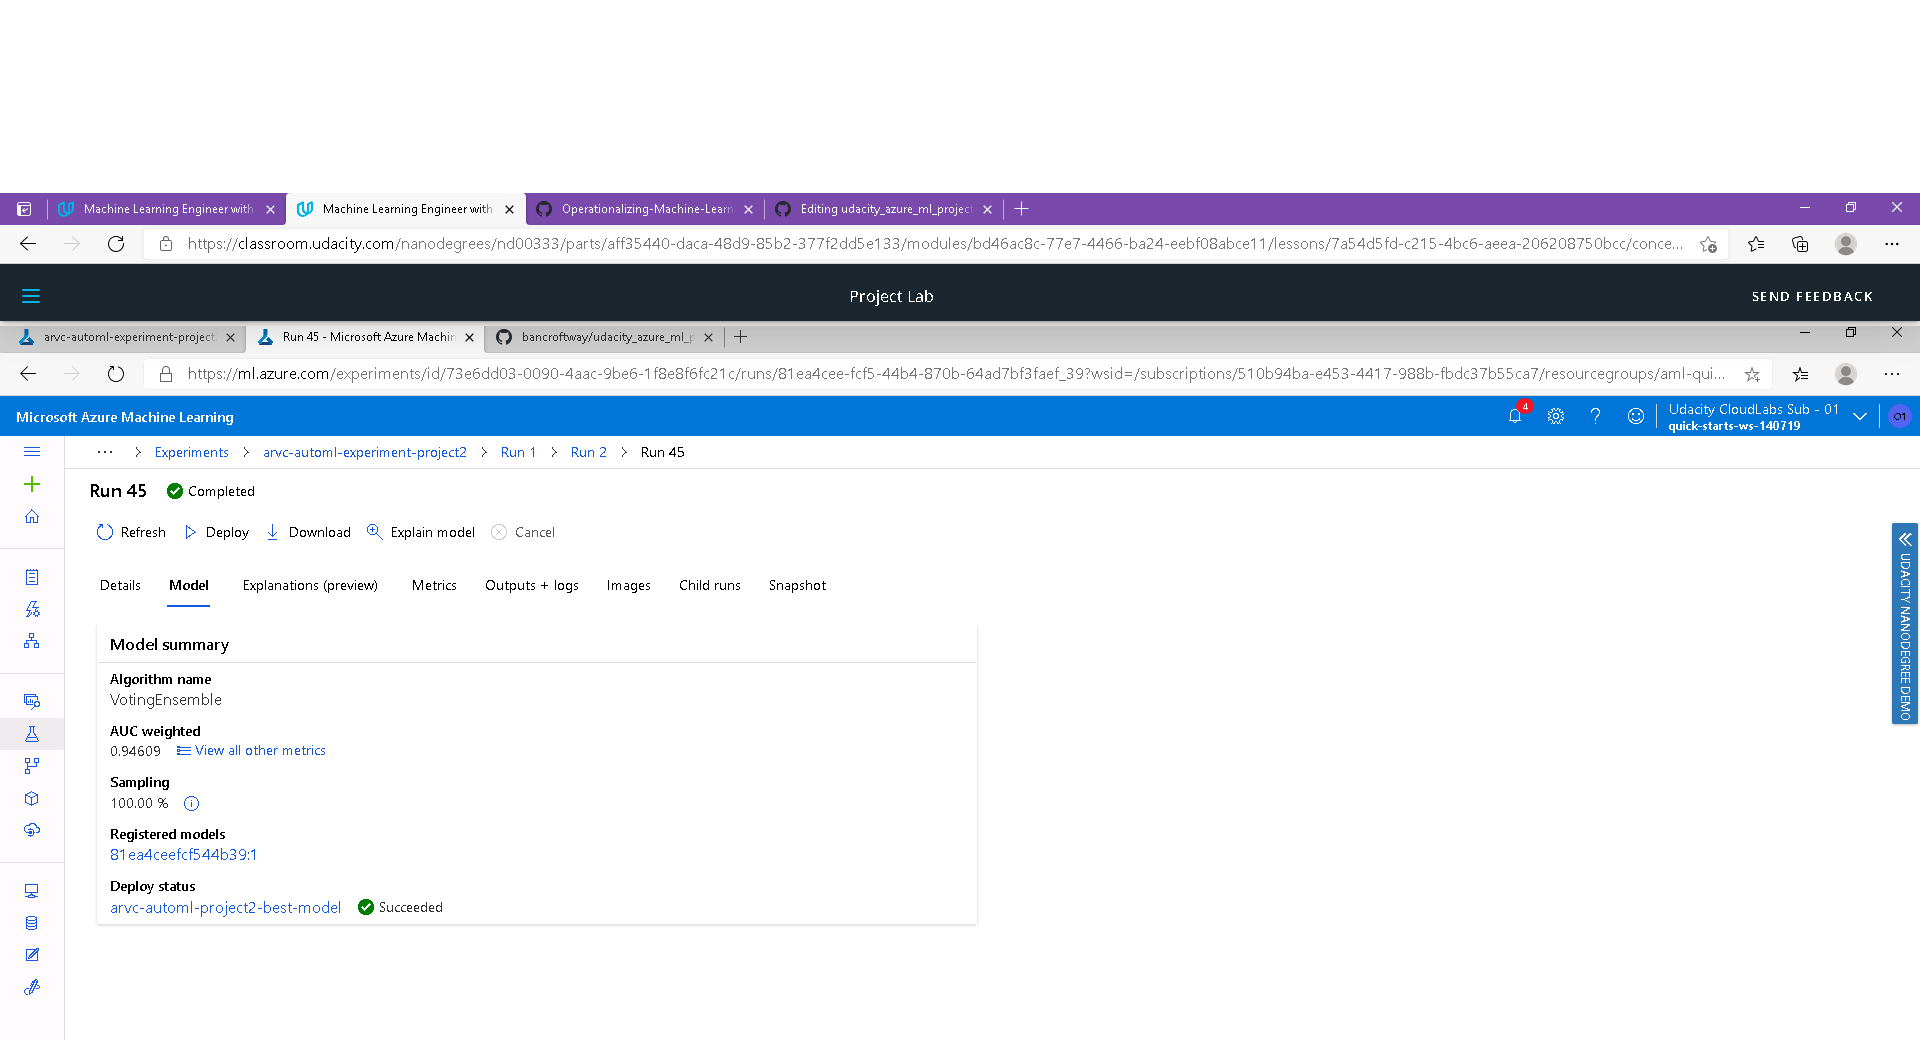 Machine Learning Engineer with
Machine Learning Engineer with
Operationalizing-Machine-Learn
Editing udacity_azure_ml_project
https://classroom.udacity.com/nanodegrees/nd00333/parts/aff35440-daca-48d9-85b2-377f2dd5e133/modules/bd46ac8c-77e7-4466-ba24-eebf08abce11/lessons/7a54d5fd-c215-4bc6-aeea-206208750bcc/conce...
Project Lab
SEND FEEDBACK
arvc-automl-experiment-project
Run 45 - Microsoft Azure Machin
bancroftway/udacity_azure_ml_p
https://ml.azure.com/experiments/id/73e6dd03-0090-4aac-9be6-1f8e8f6fc21c/runs/81ea4cee-fcf5-44b4-870b-64ad7bf3faef_39?wsid=/subscriptions/510b94ba-e453-4417-988b-fbdc37b55ca7/resourcegroups/aml-qui...
Microsoft Azure Machine Learning
4
Udacity CloudLabs Sub - 01
quick-starts-ws-140719
O1
Experiments
arvc-automl-experiment-project2
Run 1
Run 2
Run 45
Run 45
Completed
Refresh
Deploy
Download
Explain model
Cancel
Details
Model
Explanations (preview)
Metrics
Outputs + logs
Images
Child runs
Snapshot
Model summary
Algorithm name
VotingEnsemble
AUC weighted
0.94609
View all other metrics
Sampling
100.00 %
Registered models
81ea4ceefcf544b39:1
Deploy status
arvc-automl-project2-best-model
Succeeded
UDACITY NANODEGREE DEMO